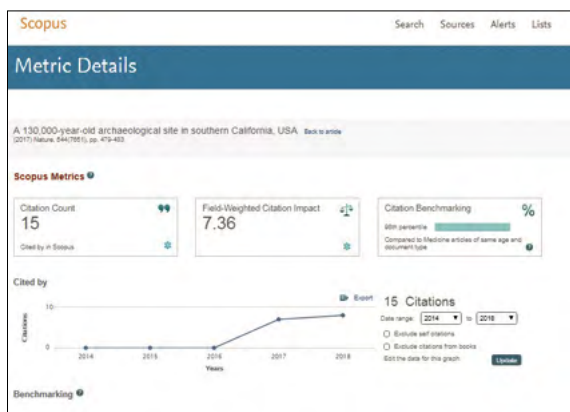 Scopus
Search Sources Alerts Lists
Metric Details
A 130,000-year-old archaeological site in southern California, USA Back to article
(2017) Nature, 544(7651), pp. 479-483
Scopus Metrics
Citation Count
15
Cited by in Scopus
Field-Weighted Citation Impact
7.36
Citation Benchmarking
%
percentile
Compared to Medicine articles of same age and
document type
Cited by
Export
10
0
Citations
2014 2015 2016 2017 2018
Years
15 Citations
Date range: 2014 to 2018
Exclude self citations
Exclude citations from books
Edit the date for this graph Update
Benchmarking